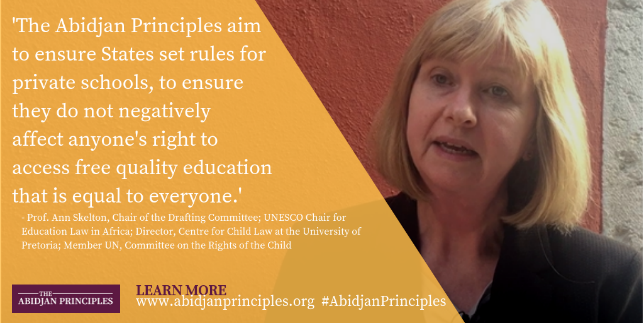 'The Abidjan Principles aim
to ensure States set rules for
private schools, to ensure
they do not negatively
affect anyone's right to
access free quality education
that is equal to everyone.'
- Prof. Ann Skelton, Chair of the Drafting Committee; UNESCO Chair for
Education Law in Africa; Director, Centre for Child Law at the University of
Pretoria; Member UN, Committee on the Rights of the Child
THE
ABIDJAN PRINCIPLES
LEARN MORE
www.abidjanprinciples.org #AbidjanPrinciples